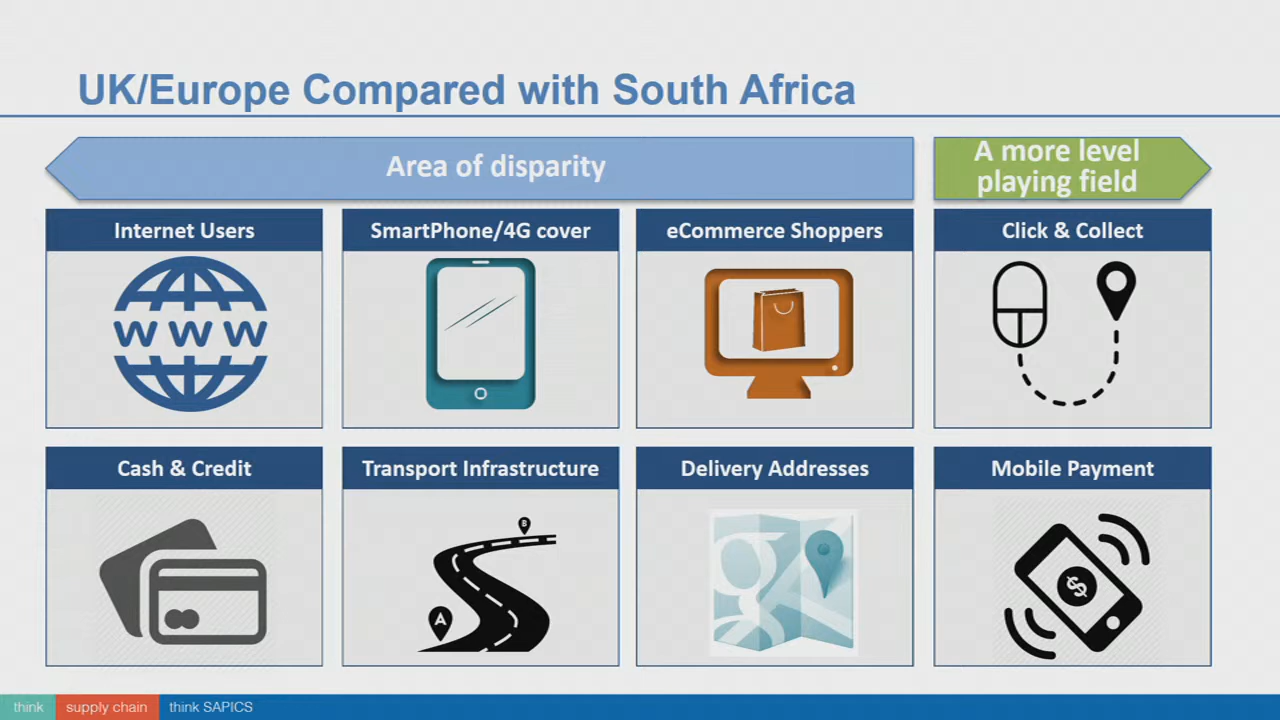 UK/Europe Compared with South Africa
Area of disparity
A more level
playing field
Internet Users
SmartPhone/4G cover
eCommerce Shoppers
Click & Collect
W W W
Cash & Credit
Transport Infrastructure
Delivery Addresses
Mobile Payment
B
A
g
$
think
supply chain
think SAPICS